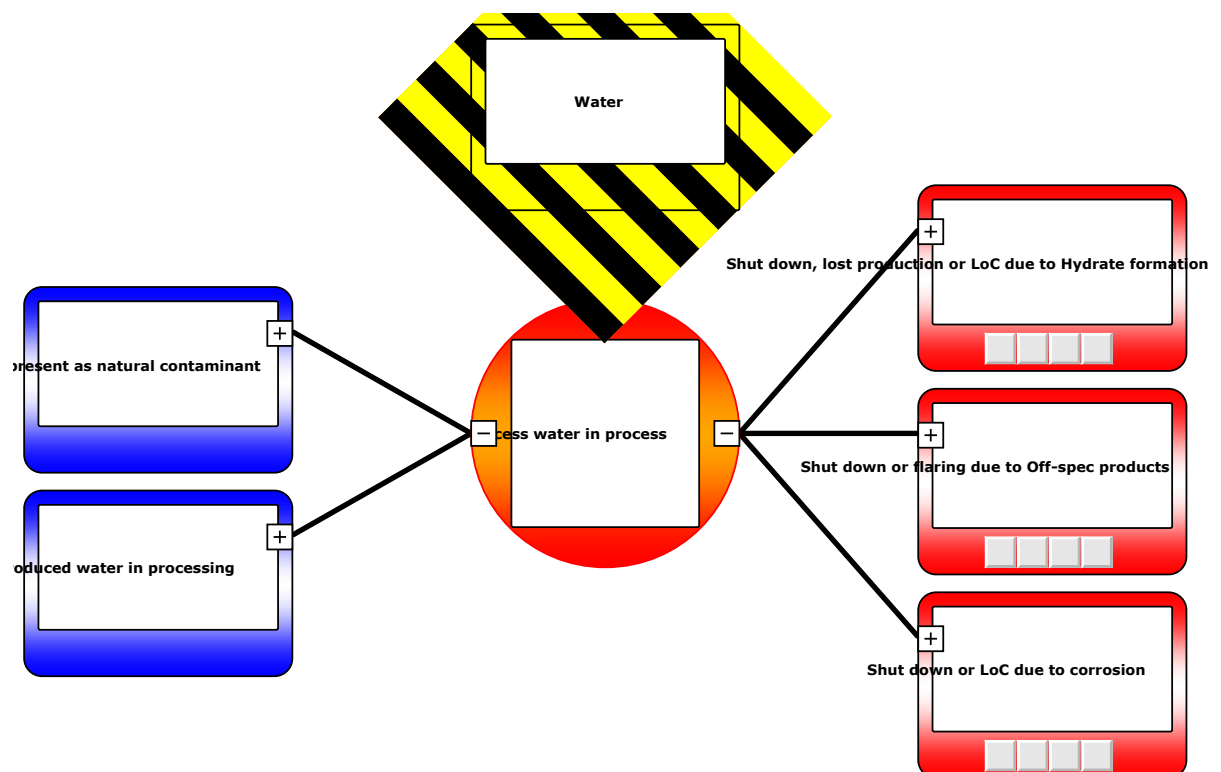 Water
Shut down, lost production or LoC due to Hydrate formation
present as natural contaminant
cess water in process
Shut down or flaring due to Off-spec products
oduced water in processing
Shut down or LoC due to corrosion